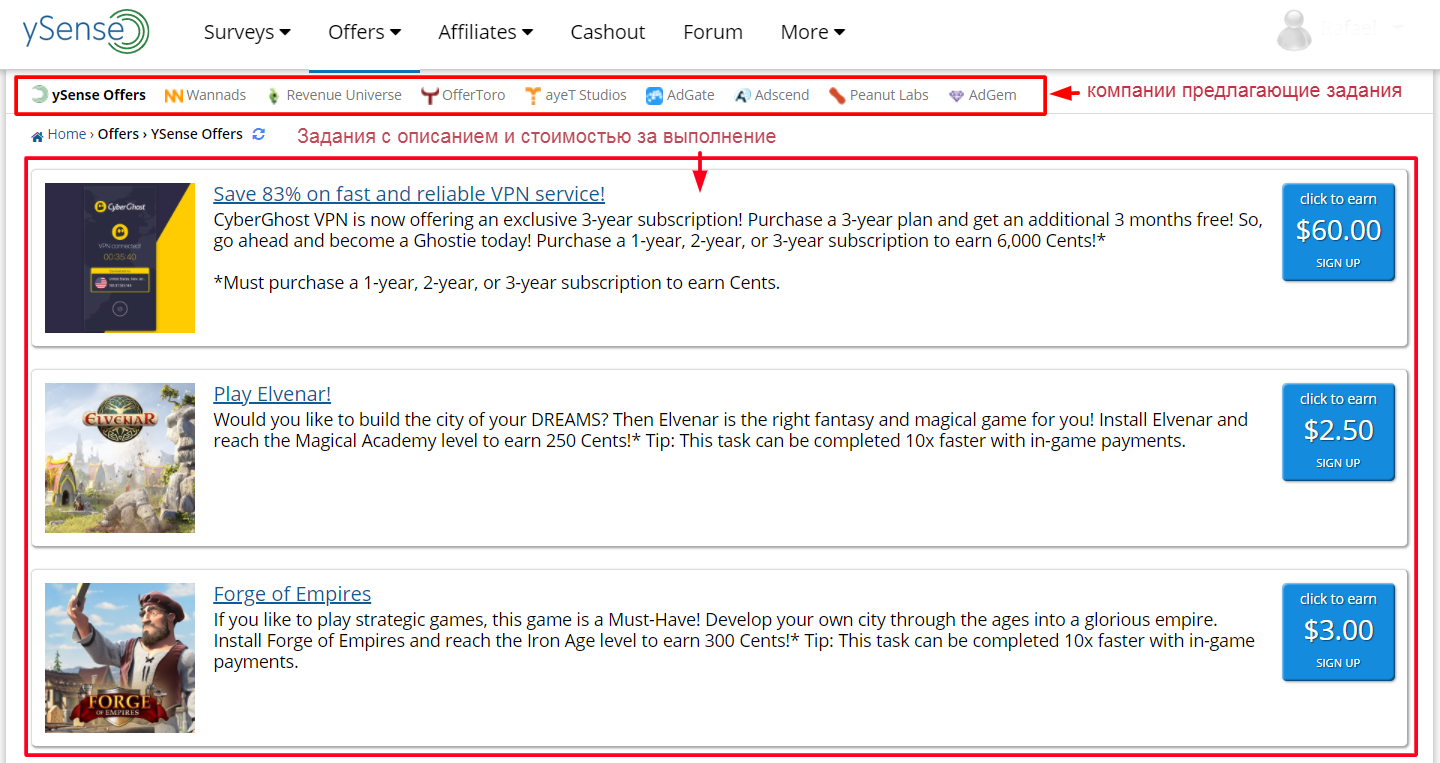 ySense
Surveys Offers Affiliates Cashout Forum More
ySense Offers Wannads Revenue Universe OfferToro ayeT Studios AdGate Adscend Peanut Labs AdGem
компании предлагающие задания
Home › Offers › YSense Offers
Задания с описанием и стоимостью за выполнение
CyberGhost
VPN connected!
00:35:40
Save 83% on fast and reliable VPN service!
CyberGhost VPN is now offering an exclusive 3-year subscription! Purchase a 3-year plan and get an additional 3 months free! So,
go ahead and become a Ghostie today! Purchase a 1-year, 2-year, or 3-year subscription to earn 6,000 Cents!*
*Must purchase a 1-year, 2-year, or 3-year subscription to earn Cents.
click to earn
$60.00
SIGN UP
ELVENAR
Play Elvenar!
Would you like to build the city of your DREAMS? Then Elvenar is the right fantasy and magical game for you! Install Elvenar and
reach the Magical Academy level to earn 250 Cents!* Tip: This task can be completed 10x faster with in-game payments.
click to earn
$2.50
SIGN UP
FORGE
OF EMPIRES
Forge of Empires
If you like to play strategic games, this game is a Must-Have! Develop your own city through the ages into a glorious empire.
Install Forge of Empires and reach the Iron Age level to earn 300 Cents!* Tip: This task can be completed 10x faster with in-game
payments.
click to earn
$3.00
SIGN UP